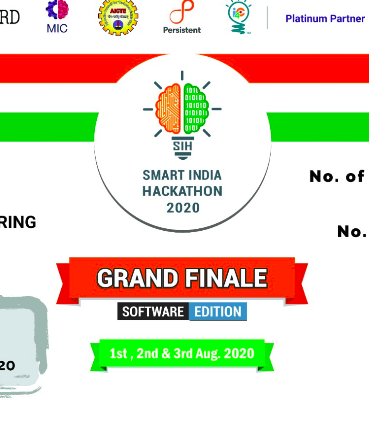 RD
MIC
AICTE
Persistent
Platinum Partner
SIH
SMART INDIA
HACKATHON
2020
No. of
RING
No.
GRAND FINALE
SOFTWARE EDITION
1st , 2nd & 3rd Aug. 2020
20